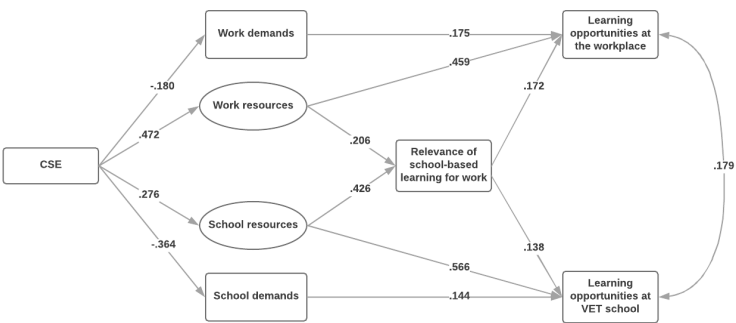 Work demands
Learning
opportunities at
the workplace
.175
.459
-.180
Work resources
.172
.472
.206
CSE
Relevance of
school-based
learning for work
.179
.276
.426
School resources
-.364
.138
.566
School demands
.144
Learning
opportunities at
VET school